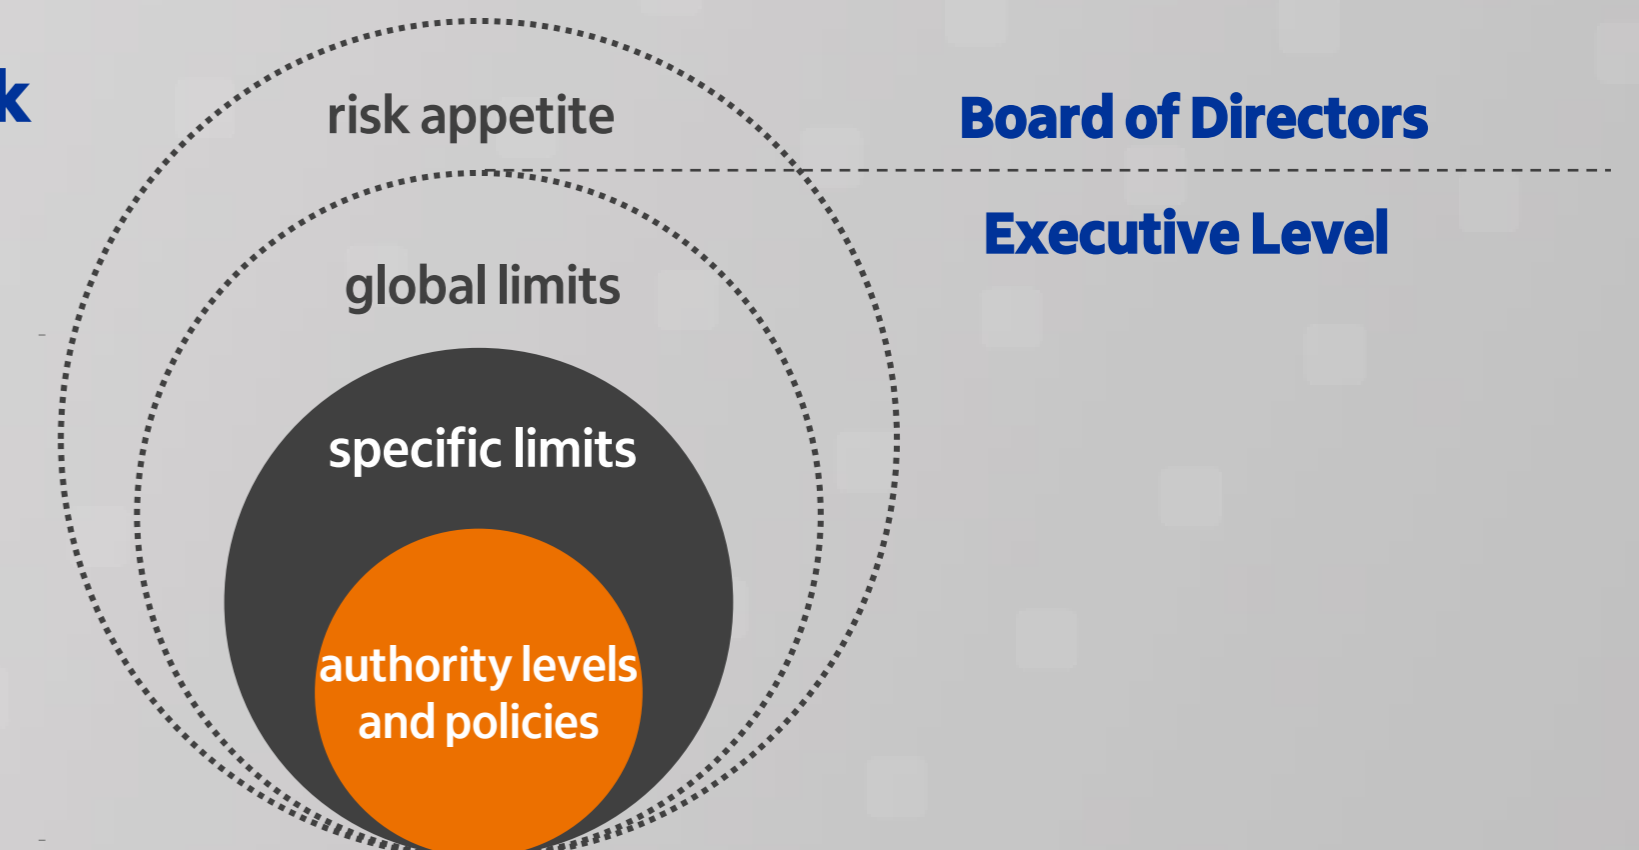 k
risk appetite
Board of Directors
Executive Level
global limits
specific limits
authority levels
and policies